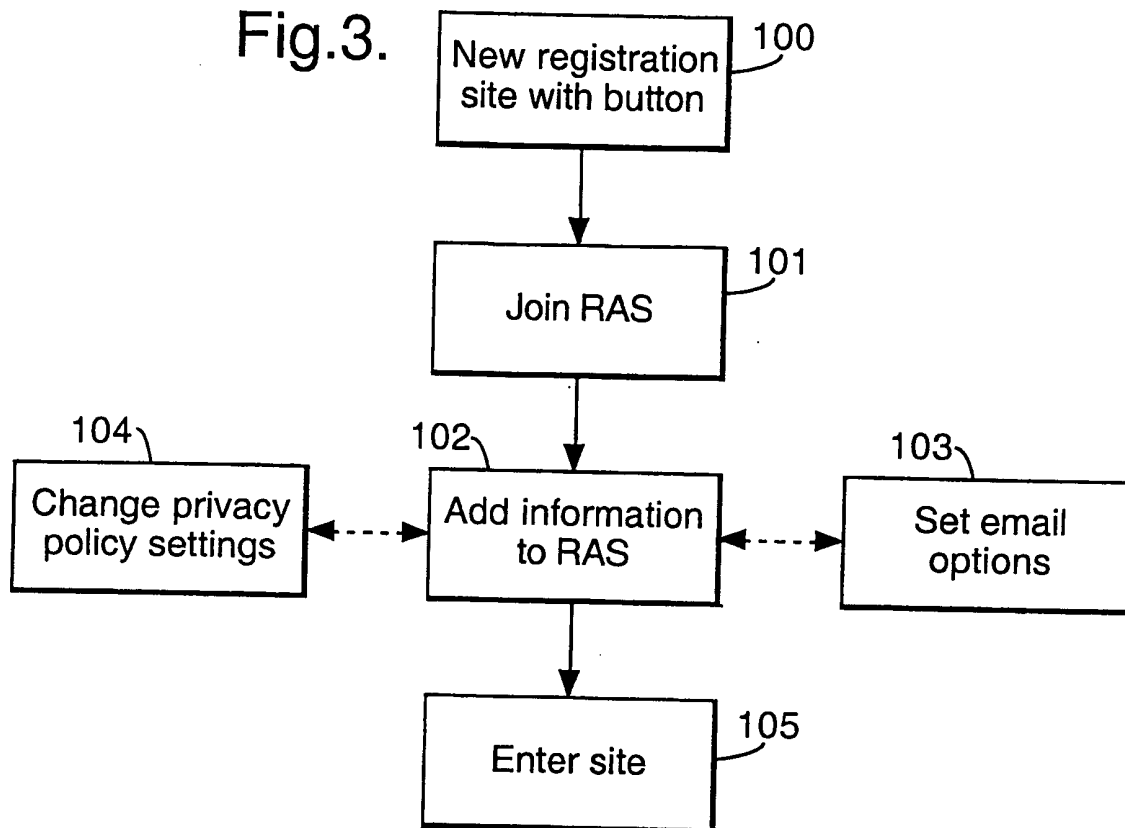 Fig.3.
New registration
site with button
100
Join RAS
101
104
Change privacy
policy settings
102
Add information
to RAS
103
Set email
options
Enter site
105